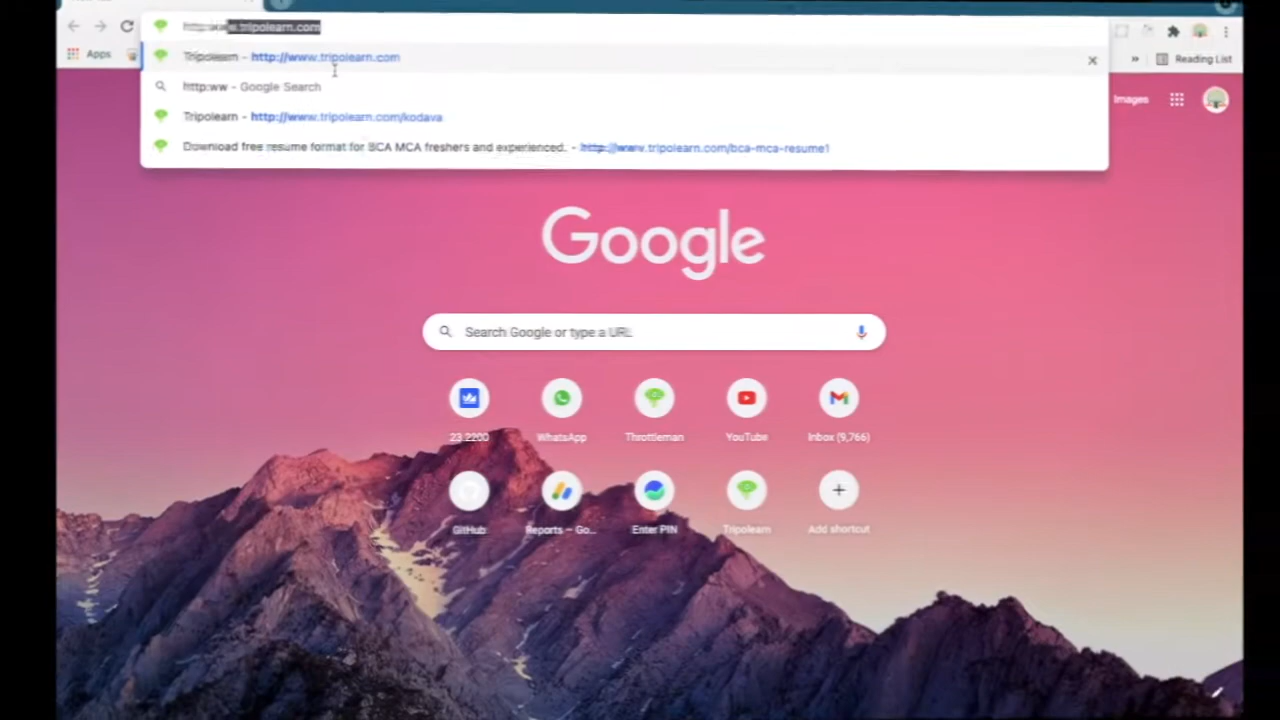 www.tripolearn.com
Tripolearn - http://www.tripolearn.com
http:ww - Google Search
Tripolearn - http://www.tripolearn.com/kodava
Download free resume format for BCA MCA freshers and experienced. - http://www.tripolearn.com/bca-mca-resume1
Apps
»
Reading List
Images
Google
Search Google or type a URL
23 2200
WhatsApp
Throttleman
YouTube
Inbox (9,766)
GitHub
Reports – Go...
Enter PIN
Tripolearn
Add shortcut